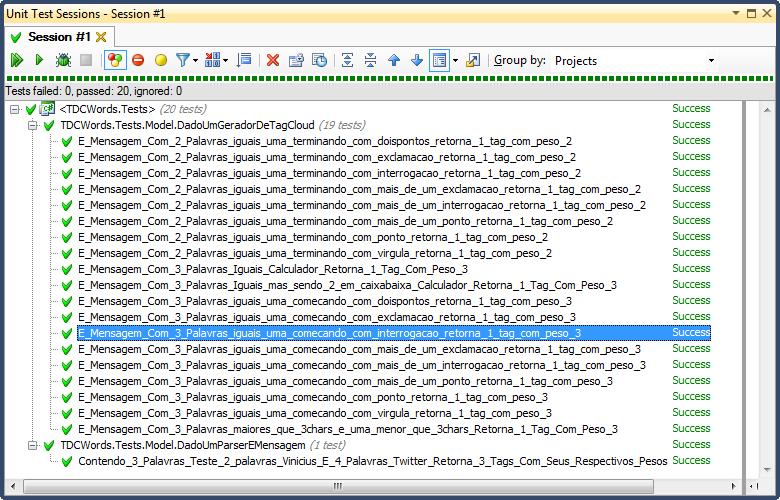 Unit Test Sessions - Session #1
Session #1
Group by: Projects
Tests failed: 0, passed: 20, ignored: 0
<TDCWords.Tests> (20 tests) Success
TDCWords.Tests.Model.DadoUmGeradorDeTagCloud (19 tests) Success
E_Mensagem_Com_2_Palavras_iguais_uma_terminando_com_doispontos_retorna_1_tag_com_peso_2 Success
E_Mensagem_Com_2_Palavras_iguais_uma_terminando_com_exclamacao_retorna_1_tag_com_peso_2 Success
E_Mensagem_Com_2_Palavras_iguais_uma_terminando_com_interrogacao_retorna_1_tag_com_peso_2 Success
E_Mensagem_Com_2_Palavras_iguais_uma_terminando_com_mais_de_um_exclamacao_retorna_1_tag_com_peso_2 Success
E_Mensagem_Com_2_Palavras_iguais_uma_terminando_com_mais_de_um_interrogacao_retorna_1_tag_com_peso_2 Success
E_Mensagem_Com_2_Palavras_iguais_uma_terminando_com_mais_de_um_ponto_retorna_1_tag_com_peso_2 Success
E_Mensagem_Com_2_Palavras_iguais_uma_terminando_com_ponto_retorna_1_tag_com_peso_2 Success
E_Mensagem_Com_2_Palavras_iguais_uma_terminando_com_virgula_retorna_1_tag_com_peso_2 Success
E_Mensagem_Com_3_Palavras_Iguais_Calculador_Retorna_1_Tag_Com_Peso_3 Success
E_Mensagem_Com_3_Palavras_Iguais_mas_sendo_2_em_caixabaixa_Calculador_Retorna_1_Tag_Com_Peso_3 Success
E_Mensagem_Com_3_Palavras_iguais_uma_comecando_com_doispontos_retorna_1_tag_com_peso_3 Success
E_Mensagem_Com_3_Palavras_iguais_uma_comecando_com_exclamacao_retorna_1_tag_com_peso_3 Success
E_Mensagem_Com_3_Palavras_iguais_uma_comecando_com_interrogacao_retorna_1_tag_com_peso_3 Success
E_Mensagem_Com_3_Palavras_iguais_uma_comecando_com_mais_de_um_exclamacao_retorna_1_tag_com_peso_3 Success
E_Mensagem_Com_3_Palavras_iguais_uma_comecando_com_mais_de_um_interrogacao_retorna_1_tag_com_peso_3 Success
E_Mensagem_Com_3_Palavras_iguais_uma_comecando_com_mais_de_um_ponto_retorna_1_tag_com_peso_3 Success
E_Mensagem_Com_3_Palavras_iguais_uma_comecando_com_ponto_retorna_1_tag_com_peso_3 Success
E_Mensagem_Com_3_Palavras_iguais_uma_comecando_com_virgula_retorna_1_tag_com_peso_3 Success
E_Mensagem_Com_3_Palavras_maiores_que_3chars_e_uma_menor_que_3chars_Retorna_1_Tag_Com_Peso_3 Success
TDCWords.Tests.Model.DadoUmParserEMensagem (1 test) Success
Contendo_3_Palavras_Teste_2_palavras_Vinicius_E_4_Palavras_Twitter_Retorna_3_Tags_Com_Seus_Respectivos_Pesos Success